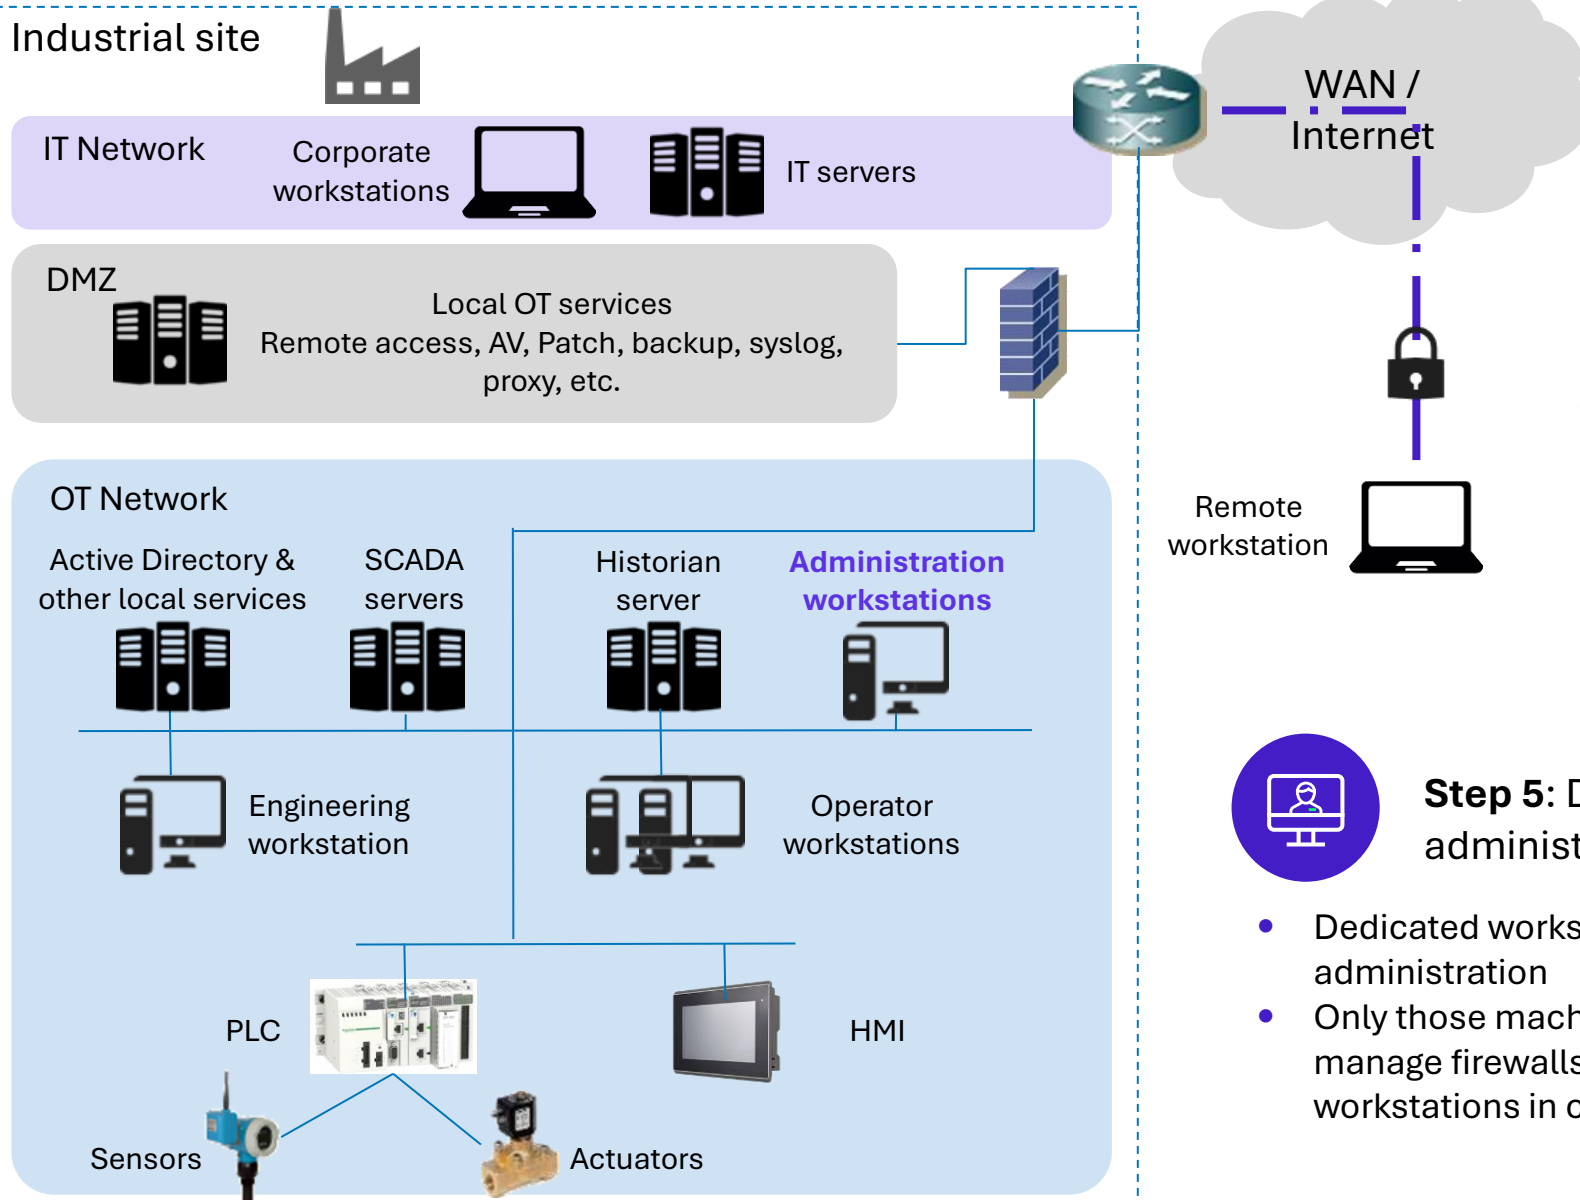 Industrial site
WAN /
Internet
IT Network
Corporate
workstations
IT servers
DMZ
Local OT services
Remote access, AV, Patch, backup, syslog,
proxy, etc.
OT Network
Remote
workstation
Active Directory &
other local services
SCADA
servers
Historian
server
Administration
workstations
Engineering
workstation
Operator
workstations
Step 5: D
administ
Dedicated works
administration
Only those mach
manage firewalls
workstations in
PLC
HMI
Sensors
Actuators